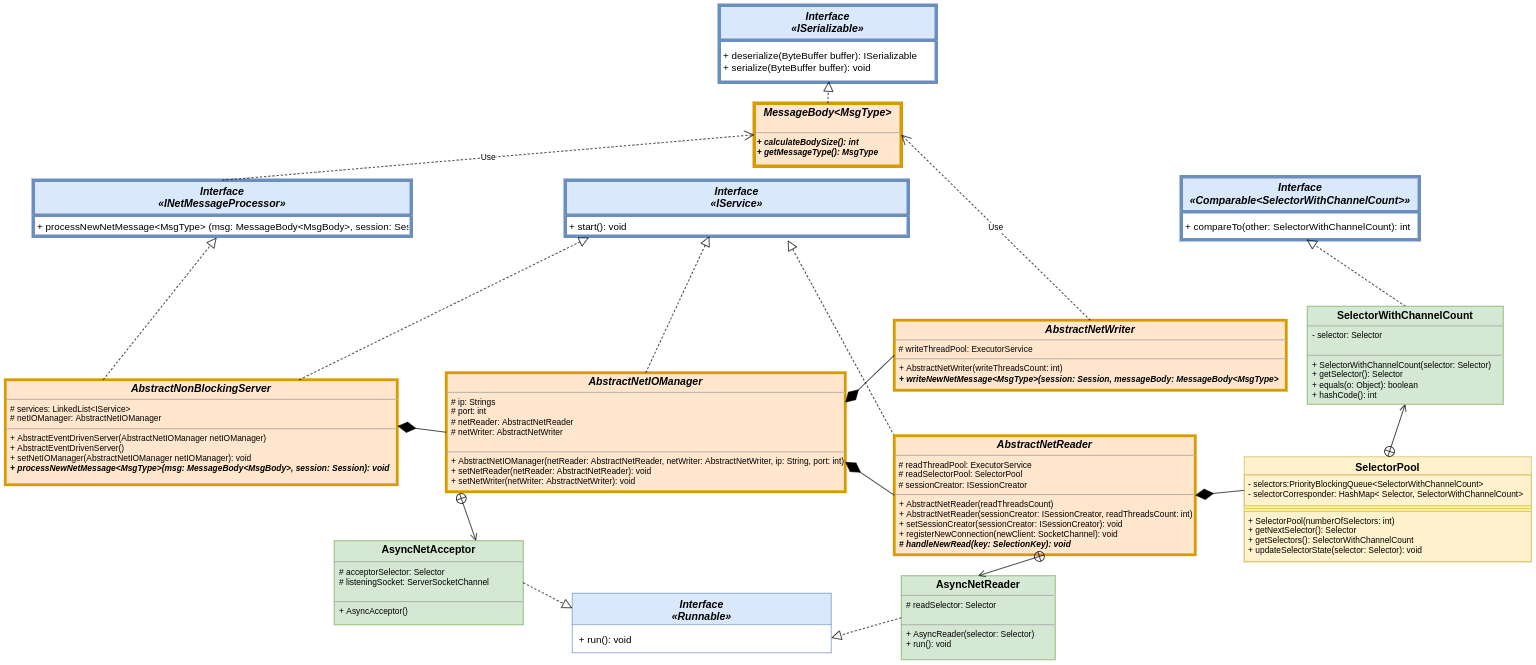 Interface
«ISerializable»
+ deserialize(ByteBuffer buffer): ISerializable
+ serialize(ByteBuffer buffer): void
MessageBody<MsgType>
+ calculateBodySize(): int
+ getMessageType(): MsgType
Use
Use
Interface
«INetMessageProcessor»
+ processNewNetMessage<MsgType> (msg: MessageBody<MsgBody>, session: Ses
Interface
«IService»
+ start(): void
Interface
«Comparable<SelectorWithChannelCount>»
+ compareTo(other: SelectorWithChannelCount): int
SelectorWithChannelCount
- selector: Selector
+ SelectorWithChannelCount(selector: Selector)
+ getSelector(): Selector
+ equals(o: Object): boolean
+ hashCode(): int
AbstractNetWriter
# writeThreadPool: ExecutorService
+ AbstractNetWriter(writeThreadsCount: int)
+ writeNewNetMessage<MsgType>(session: Session, messageBody: MessageBody<MsgType>
AbstractNonBlockingServer
# services: LinkedList<IService>
# netIOManager: AbstractNetIOManager
+ AbstractEventDrivenServer(AbstractNetIOManager netIOManager)
+ AbstractEventDrivenServer()
+ setNetIOManager(AbstractNetIOManager netIOManager): void
+ processNewNetMessage<MsgType>(msg: MessageBody<MsgBody>, session: Session): void
AbstractNetIOManager
# ip: Strings
# port: int
# netReader: AbstractNetReader
# netWriter: AbstractNetWriter
+ AbstractNetIOManager(netReader: AbstractNetReader, netWriter: AbstractNetWriter, ip: String, port: int)
+ setNetReader(netReader: AbstractNetReader): void
+ setNetWriter(netWriter: AbstractNetWriter): void
AbstractNetReader
# readThreadPool: ExecutorService
# readSelectorPool: SelectorPool
# sessionCreator: ISessionCreator
+ AbstractNetReader(readThreadsCount)
+ AbstractNetReader(sessionCreator: ISessionCreator, readThreadsCount: int)
+ setSessionCreator(sessionCreator: ISessionCreator): void
+ registerNewConnection(newClient: SocketChannel): void
# handleNewRead(key: SelectionKey): void
SelectorPool
- selectors:PriorityBlockingQueue<SelectorWithChannelCount>
- selectorCorresponder: HashMap< Selector, SelectorWithChannelCount>
+ SelectorPool(numberOfSelectors: int)
+ getNextSelector(): Selector
+ getSelectors(): SelectorWithChannelCount
+ updateSelectorState(selector: Selector): void
AsyncNetAcceptor
# acceptorSelector: Selector
# listeningSocket: ServerSocketChannel
+ AsyncAcceptor()
Interface
«Runnable»
+ run(): void
AsyncNetReader
# readSelector: Selector
+ AsyncReader(selector: Selector)
+ run(): void